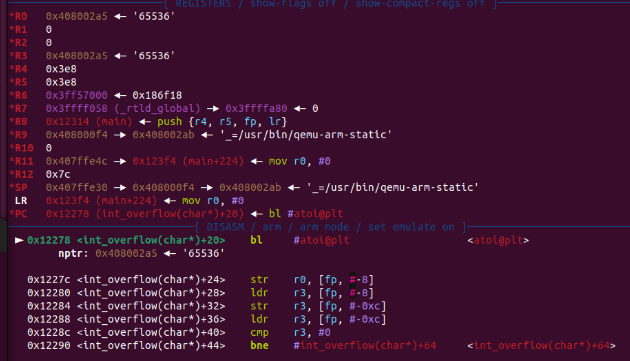 [ REGISTERS / show-flags off / show-compact-regs off ]
*R0 0x408002a5 ◂— '65536'
*R1 0
*R2 0
*R3 0x408002a5 ◂— '65536'
*R4 0x3e8
*R5 0x3e8
*R6 0x3ff57000 ◂— 0x186f18
*R7 0x3ffff058 (_rtld_global) —▸ 0x3ffffa80 ◂— 0
*R8 0x12314 (main) ◂— push {r4, r5, fp, lr}
*R9 0x408000f4 —▸ 0x408002ab ◂— '_=/usr/bin/qemu-arm-static'
*R10 0
*R11 0x407ffe4c —▸ 0x123f4 (main+224) ◂— mov r0, #0
*R12 0x7c
*SP 0x407ffe30 —▸ 0x408000f4 —▸ 0x408002ab ◂— '_=/usr/bin/qemu-arm-static'
LR 0x123f4 (main+224) ◂— mov r0, #0
*PC 0x12278 (int_overflow(char*)+20) ◂— bl #atoi@plt
[ DISASM / arm / arm mode / set emulate on ]
► 0x12278 <int_overflow(char*)+20> bl #atoi@plt <atoi@plt>
nptr: 0x408002a5 ◂— '65536'
0x1227c <int_overflow(char*)+24> str r0, [fp, #-8]
0x12280 <int_overflow(char*)+28> ldr r3, [fp, #-8]
0x12284 <int_overflow(char*)+32> str r3, [fp, #-0xc]
0x12288 <int_overflow(char*)+36> ldr r3, [fp, #-0xc]
0x1228c <int_overflow(char*)+40> cmp r3, #0
0x12290 <int_overflow(char*)+44> bne #int_overflow(char*)+64 <int_overflow(char*)+64>